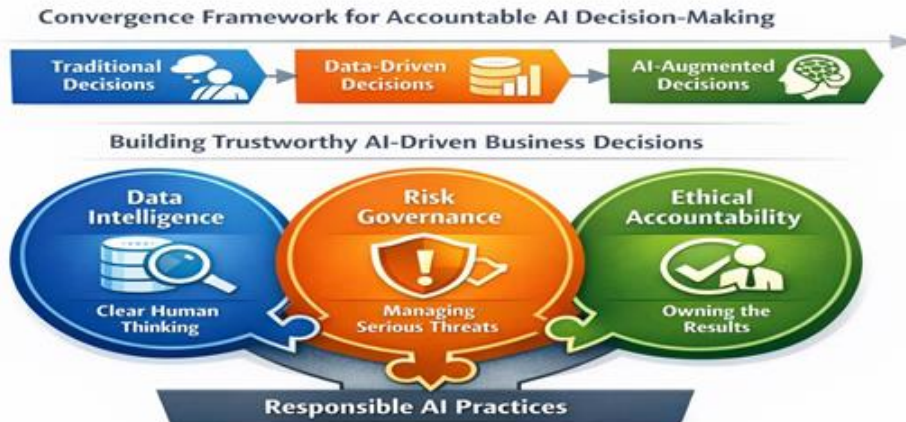 Convergence Framework for Accountable AI Decision-Making
Traditional
Decisions
Data-Driven
Decisions
AI-Augmented
Decisions
Building Trustworthy AI-Driven Business Decisions
Data
Intelligence
Clear Human
Thinking
Risk
Governance
Managing
Serious Threats
Ethical
Accountability
Owning the
Results
Responsible AI Practices